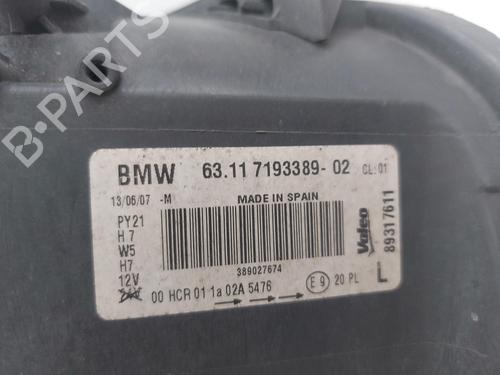 B-PARTS
BMW 63.11 7193389-02 CL:01
13/06/07 -M MADE IN SPAIN
PY21
H7
W5
H7
12V
389027674
00 HCR 01 1a 02A 5476
E9 20 PL
L
Valeo
89317611